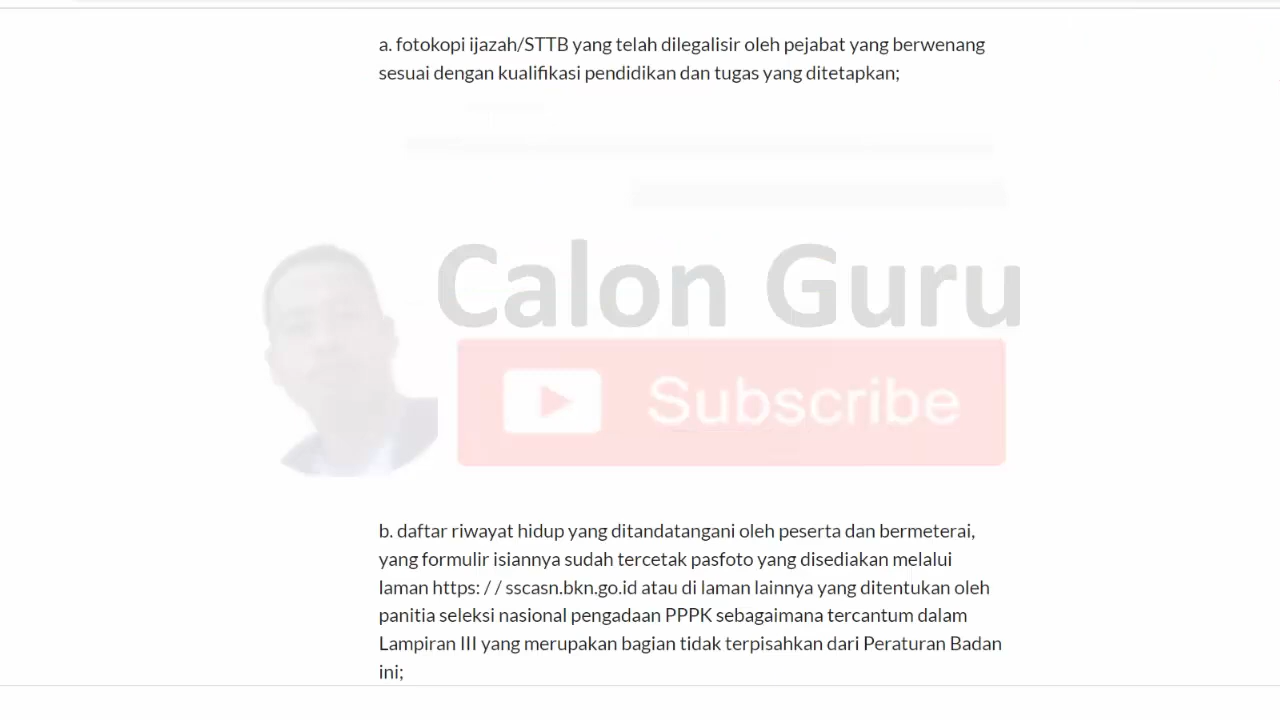 a. fotokopi ijazah/STTB yang telah dilegalisir oleh pejabat yang berwenang
sesuai dengan kualifikasi pendidikan dan tugas yang ditetapkan;
Calon Guru
Subscribe
b. daftar riwayat hidup yang ditandatangani oleh peserta dan bermeterai,
yang formulir isiannya sudah tercetak pasfoto yang disediakan melalui
laman https: / / sscasn.bkn.go.id atau di laman lainnya yang ditentukan oleh
panitia seleksi nasional pengadaan PPPK sebagaimana tercantum dalam
Lampiran III yang merupakan bagian tidak terpisahkan dari Peraturan Badan
ini;